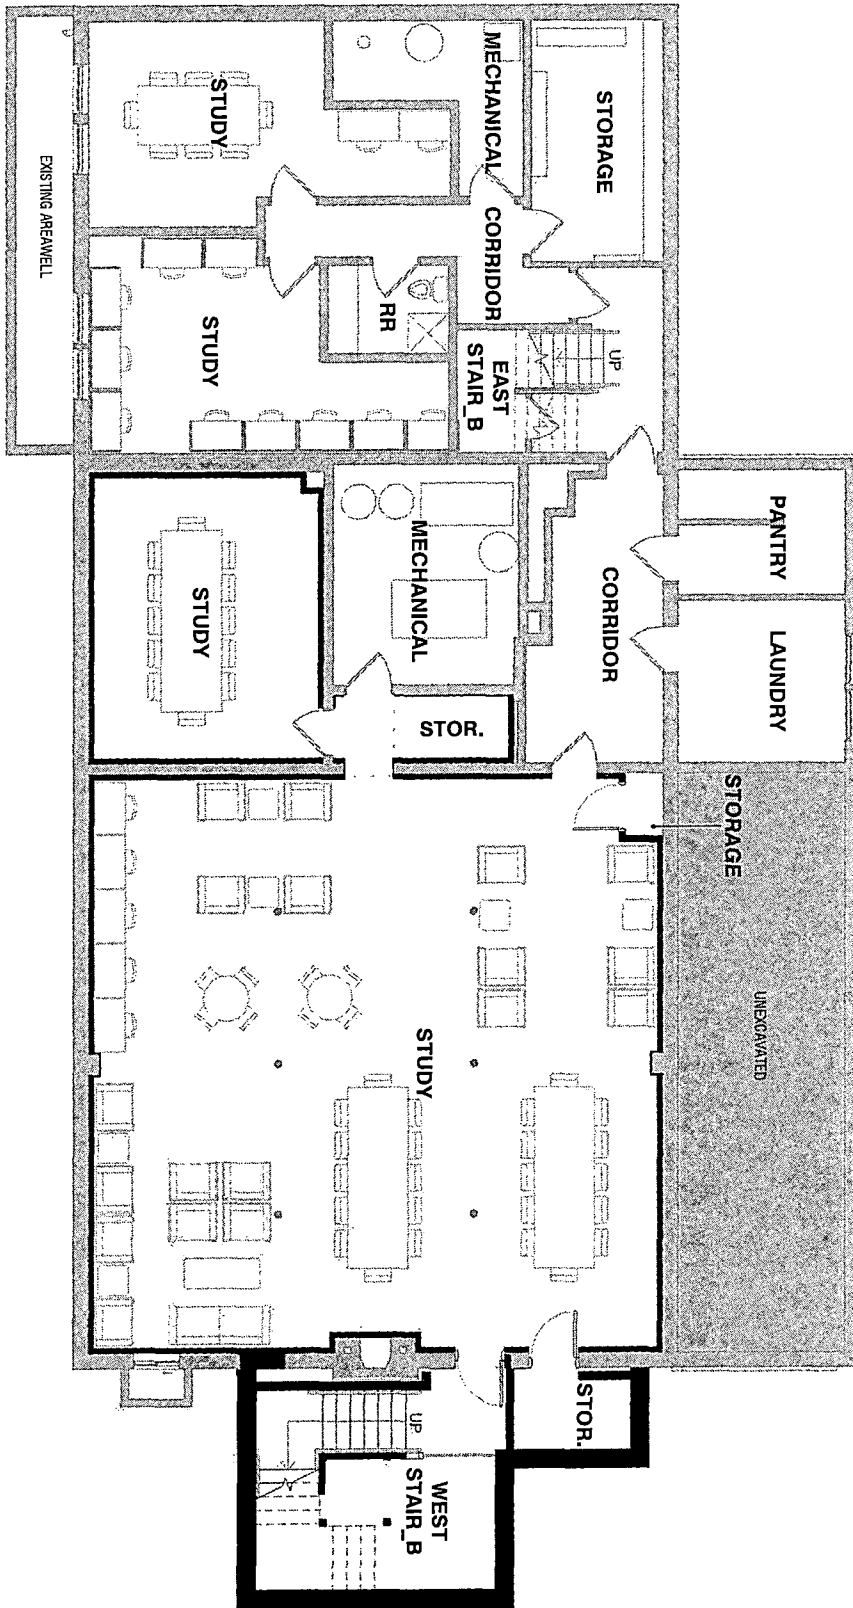 STUDY
MECHANICAL
STORAGE
EXISTING AREAWELL
CORRIDOR
STUDY
RR
EAST
STAIR_B
UP
STUDY
MECHANICAL
CORRIDOR
PANTRY
LAUNDRY
STOR.
STORAGE
UNEXCAVATED
STUDY
STOR.
UP
WEST
STAIR_B